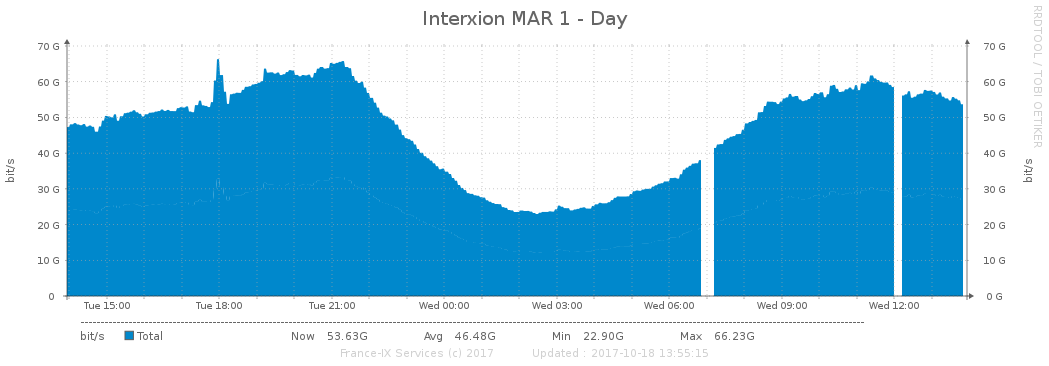 Interxion MAR 1 - Day
RRDTOOL / TOBI OETIKER
70 G 70 G
60 G 60 G
50 G 50 G
40 G 40 G
bit/s bit/s
30 G 30 G
20 G 20 G
10 G 10 G
0 0 G
Tue 15:00 Tue 18:00 Tue 21:00 Wed 00:00 Wed 03:00 Wed 06:00 Wed 09:00 Wed 12:00
bit/s Total Now 53.63G Avg 46.48G Min 22.90G Max 66.23G
France-IX Services (c) 2017 Updated : 2017-10-18 13:55:15